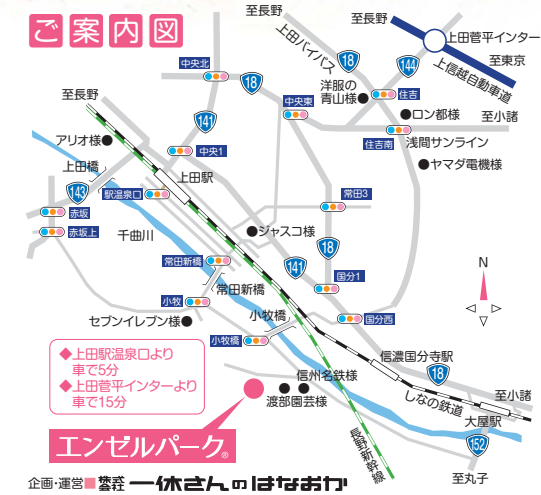 ご案内図
至長野
至長野
上田バイパス
上田菅平インター
18
144
至東京
上信越自動車道
中央北
18
洋服の
青山様
住吉
至長野
中央東
ロン都様
至小諸
141
住吉南
浅間サンライン
アリオ様
中央1
ヤマダ電機様
上田橋
上田駅
143
駅温泉口
常田3
赤坂
赤坂上
千曲川
ジャスコ様
18
N
常田新橋
141
国分1
常田新橋
小牧
小牧橋
国分西
セブンイレブン様
小牧橋
信濃国分寺駅
◆上田駅温泉口より
車で5分
◆上田菅平インターより
車で15分
信州名鉄様
18
渡部園芸様
しなの鉄道
至小諸
大屋駅
エンゼルパーク®
長野新幹線
152
至丸子
企画・運営 株式会社 一休さんのはなおか